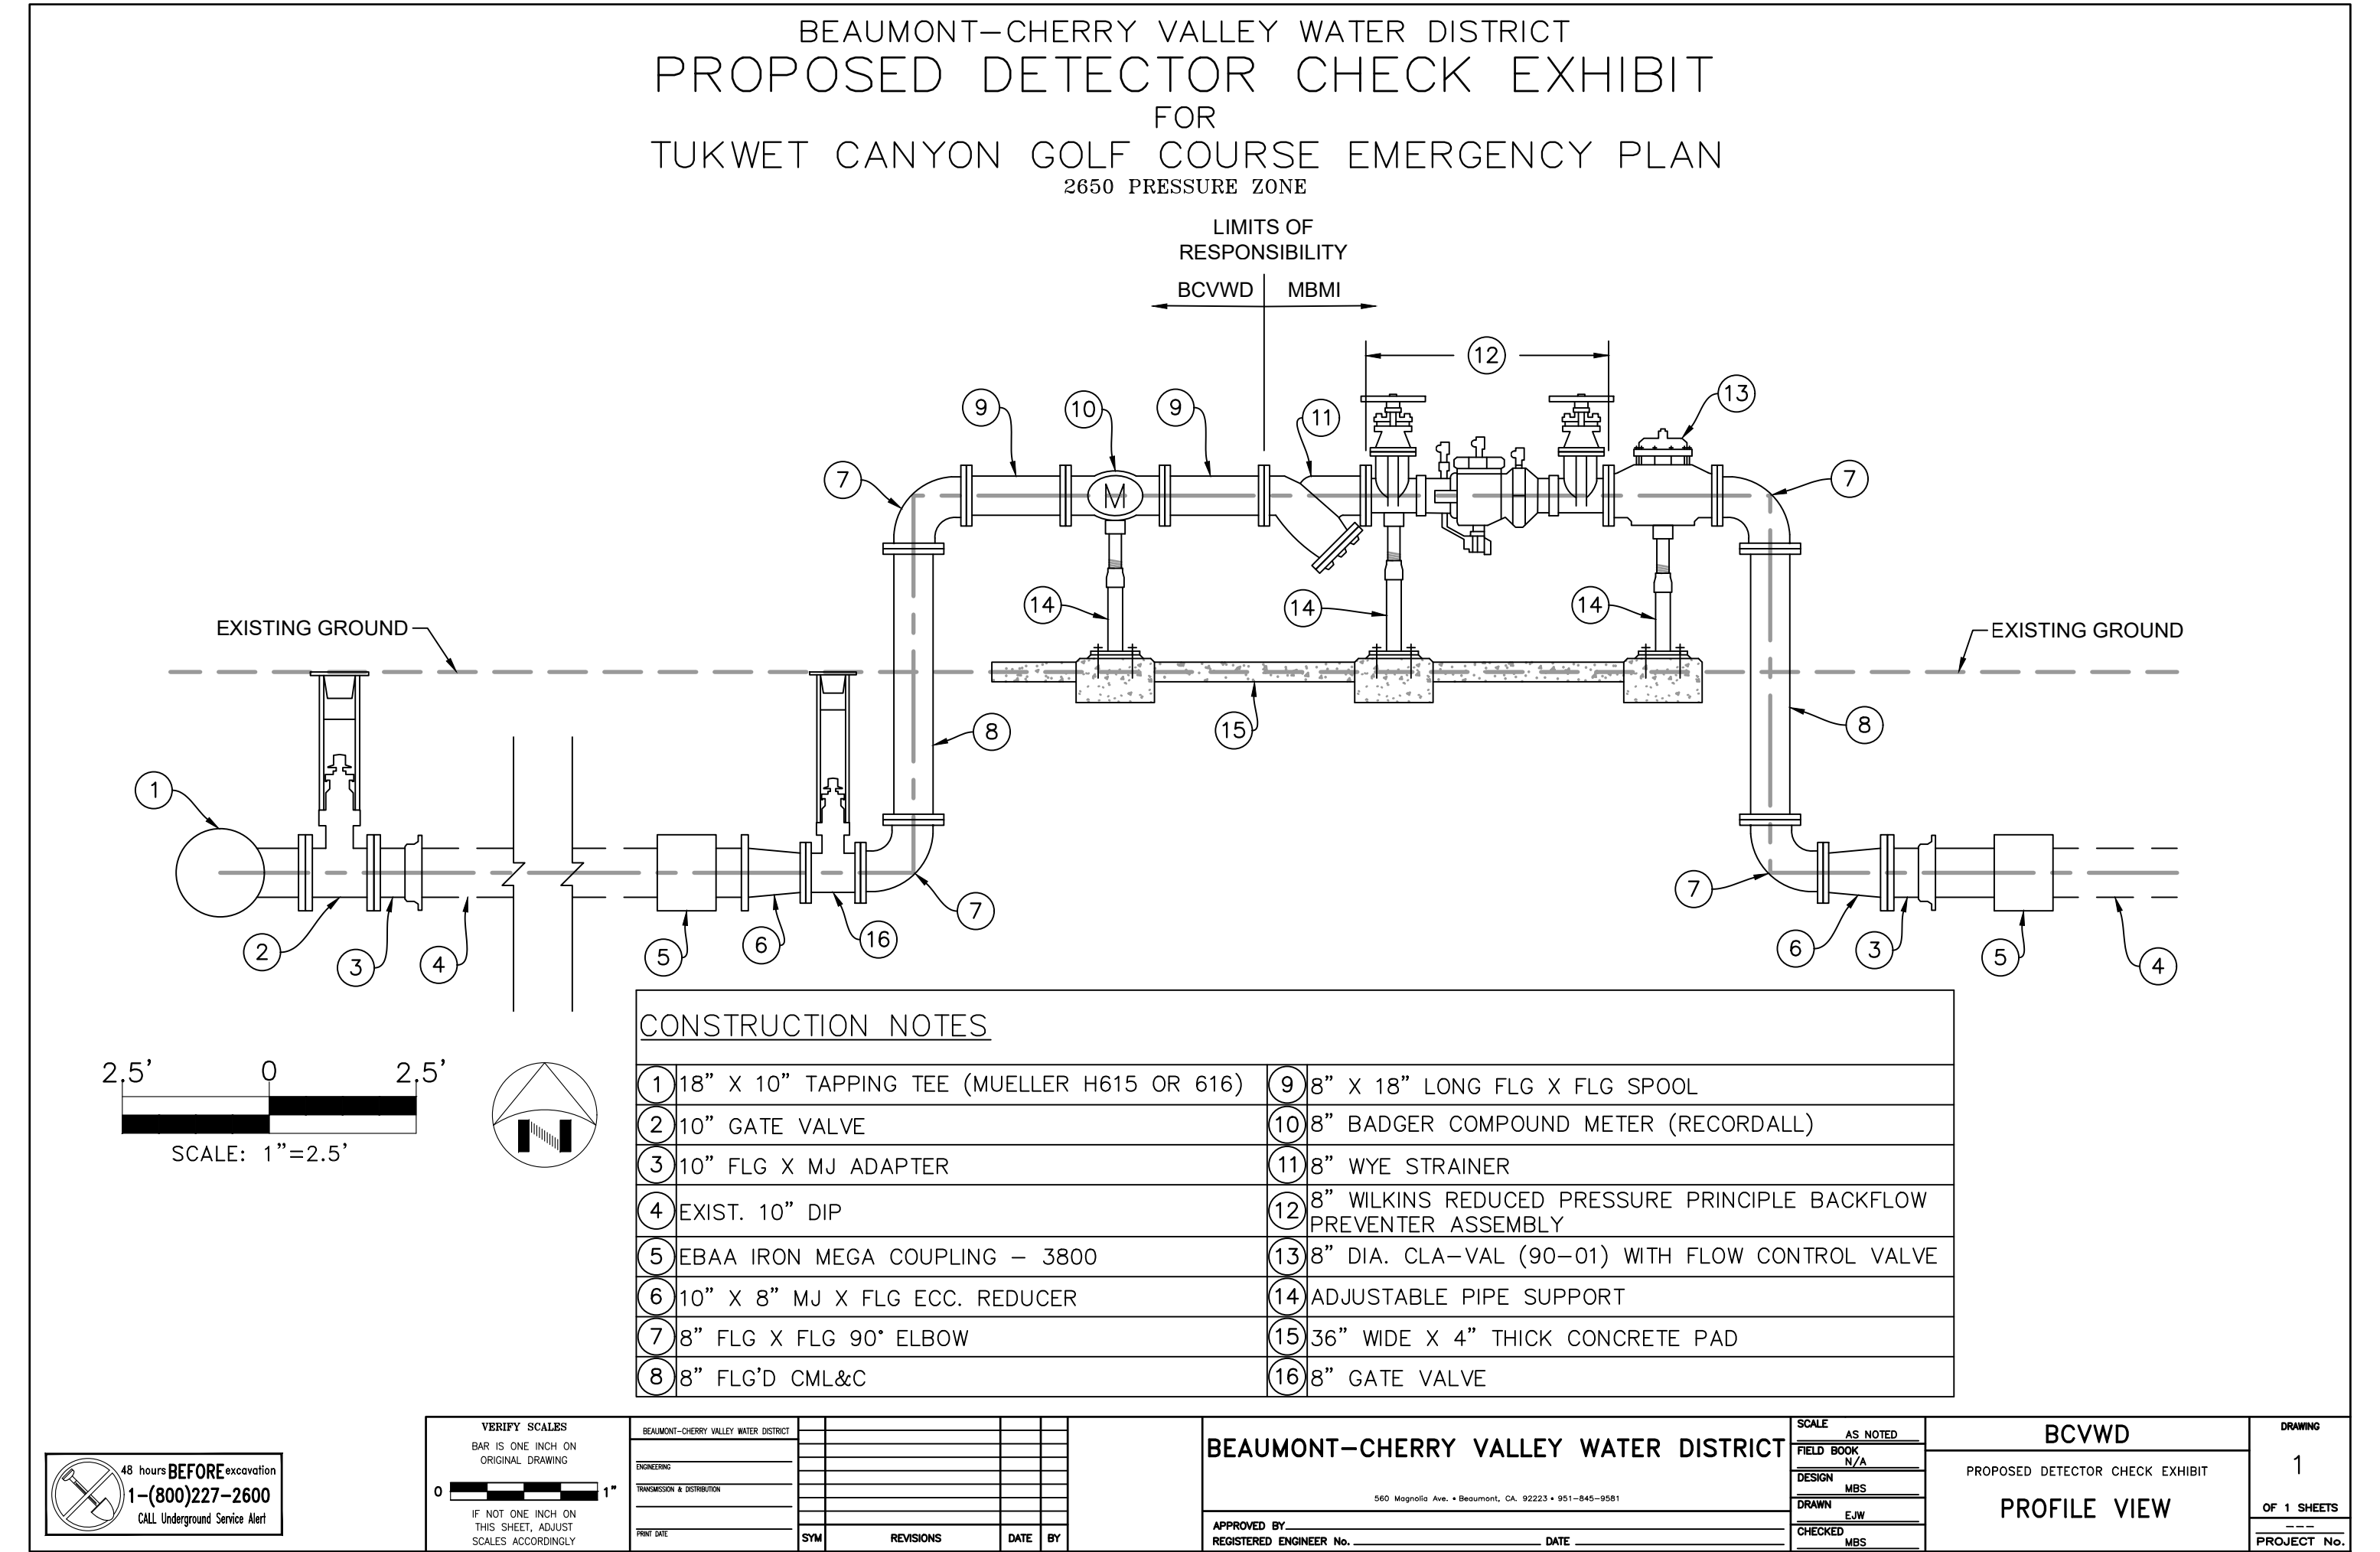 BEAUMONT–CHERRY VALLEY WATER DISTRICT
PROPOSED DETECTOR CHECK EXHIBIT
FOR
TUKWET CANYON GOLF COURSE EMERGENCY PLAN
2650 PRESSURE ZONE
LIMITS OF
RESPONSIBILITY
BCVWD MBMI
12
13
9
10
9
11
7
7
M
14
14
14
EXISTING GROUND
EXISTING GROUND
8
15
8
1
7
7
2
3
4
5
6
16
6
3
5
4
CONSTRUCTION NOTES
1 18” X 10” TAPPING TEE (MUELLER H615 OR 616)
2 10” GATE VALVE
3 10” FLG X MJ ADAPTER
4 EXIST. 10” DIP
5 EBAA IRON MEGA COUPLING – 3800
6 10” X 8” MJ X FLG ECC. REDUCER
7 8” FLG X FLG 90° ELBOW
8 8” FLG’D CML&C
9 8” X 18” LONG FLG X FLG SPOOL
10 8” BADGER COMPOUND METER (RECORDALL)
11 8” WYE STRAINER
12 8” WILKINS REDUCED PRESSURE PRINCIPLE BACKFLOW
PREVENTER ASSEMBLY
13 8” DIA. CLA–VAL (90–01) WITH FLOW CONTROL VALVE
14 ADJUSTABLE PIPE SUPPORT
15 36” WIDE X 4” THICK CONCRETE PAD
16 8” GATE VALVE
2.5’ 0 2.5’
SCALE: 1”=2.5’
N
48 hours BEFORE excavation
1–(800)227–2600
CALL Underground Service Alert
VERIFY SCALES
BAR IS ONE INCH ON
ORIGINAL DRAWING
0 1”
IF NOT ONE INCH ON
THIS SHEET, ADJUST
SCALES ACCORDINGLY
BEAUMONT–CHERRY VALLEY WATER DISTRICT
ENGINEERING
TRANSMISSION & DISTRIBUTION
PRINT DATE
SYM REVISIONS DATE BY
BEAUMONT–CHERRY VALLEY WATER DISTRICT
560 Magnolia Ave. • Beaumont, CA. 92223 • 951–845–9581
APPROVED BY
REGISTERED ENGINEER No. DATE
SCALE
AS NOTED
FIELD BOOK
N/A
DESIGN
MBS
DRAWN
EJW
CHECKED
MBS
BCVWD
PROPOSED DETECTOR CHECK EXHIBIT
PROFILE VIEW
DRAWING
1
OF 1 SHEETS
–––
PROJECT No.